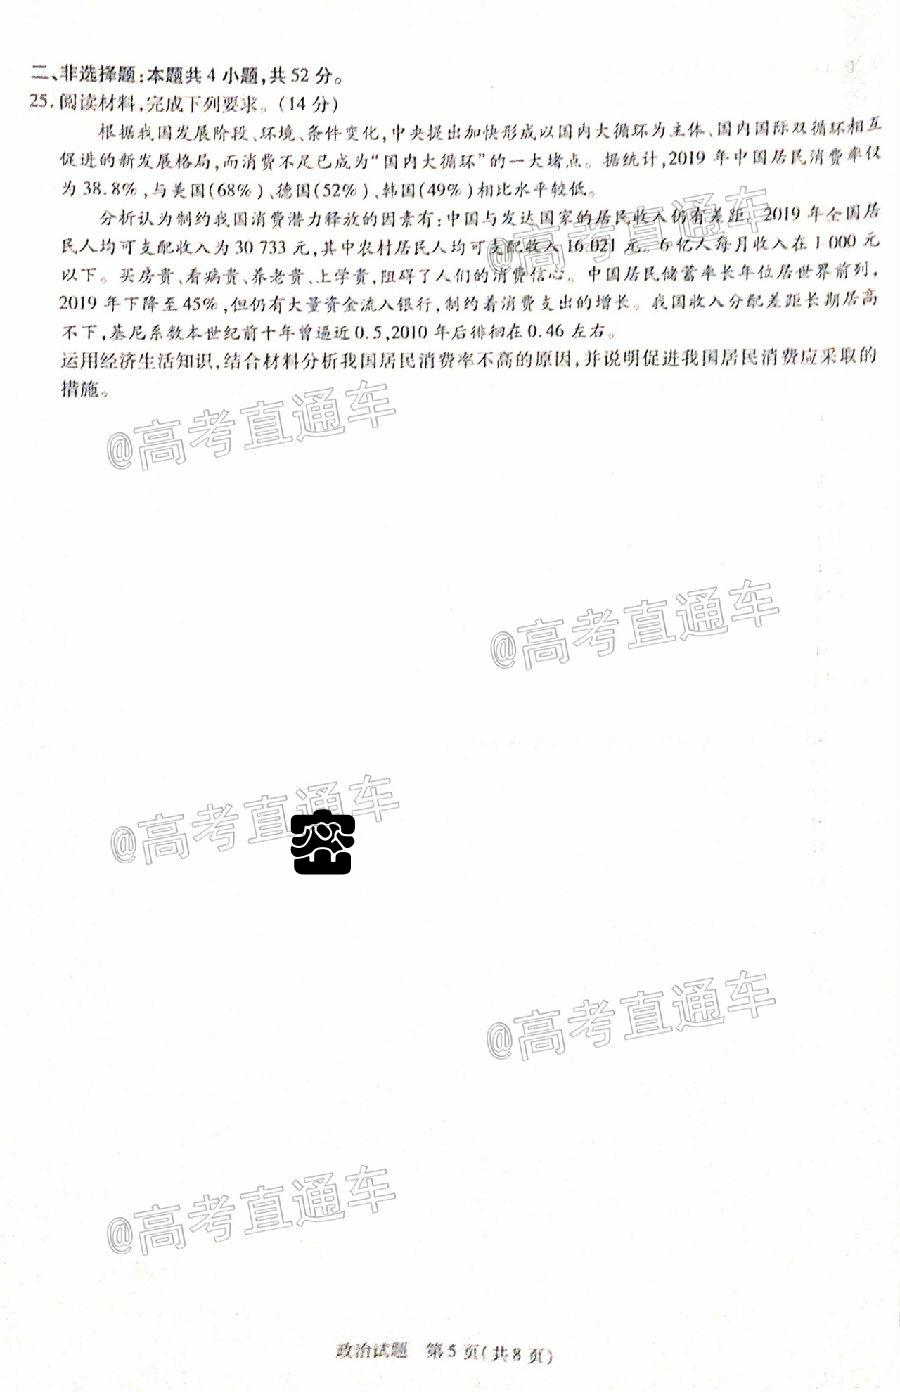 二、非选择题:本题共4小题,共52分。
25.阅读材料,完成下列要求。(14分)
根据我国发展阶段、环境、条件变化,中央提出加快形成以国内大循环为主体、国内国际双循环相互
促进的新发展格局,而消费不足已成为“国内大循环”的一大堵点。据统计,2019年中国居民消费率仅
为38.8%,与美国(68%)、德国(52%)、韩国(49%)相比水平较低。
分析认为制约我国消费潜力释放的因素有:中国与发达国家的居民收入仍有差距。2019年全国居
民人均可支配收入为30733元,其中农村居民人均可支配收入16021元。6亿人每月收入在1000元
以下。买房贵、看病贵、养老贵、上学贵,阻碍了人们的消费信心。中国居民储蓄率长年位居世界前列,
2019年下降至45%,但仍有大量资金流入银行,制约着消费支出的增长。我国收入分配差距长期居高
不下,基尼系数本世纪前十年曾逼近0.5,2010年后徘徊在0.46左右。
运用经济生活知识,结合材料分析我国居民消费率不高的原因,并说明促进我国居民消费应采取的
措施。
@高考直通车
@高考直通车
@高考直通车
@高考直通车
密
@高考直通车
@高考直通车
政治试题 第5页(共8页)